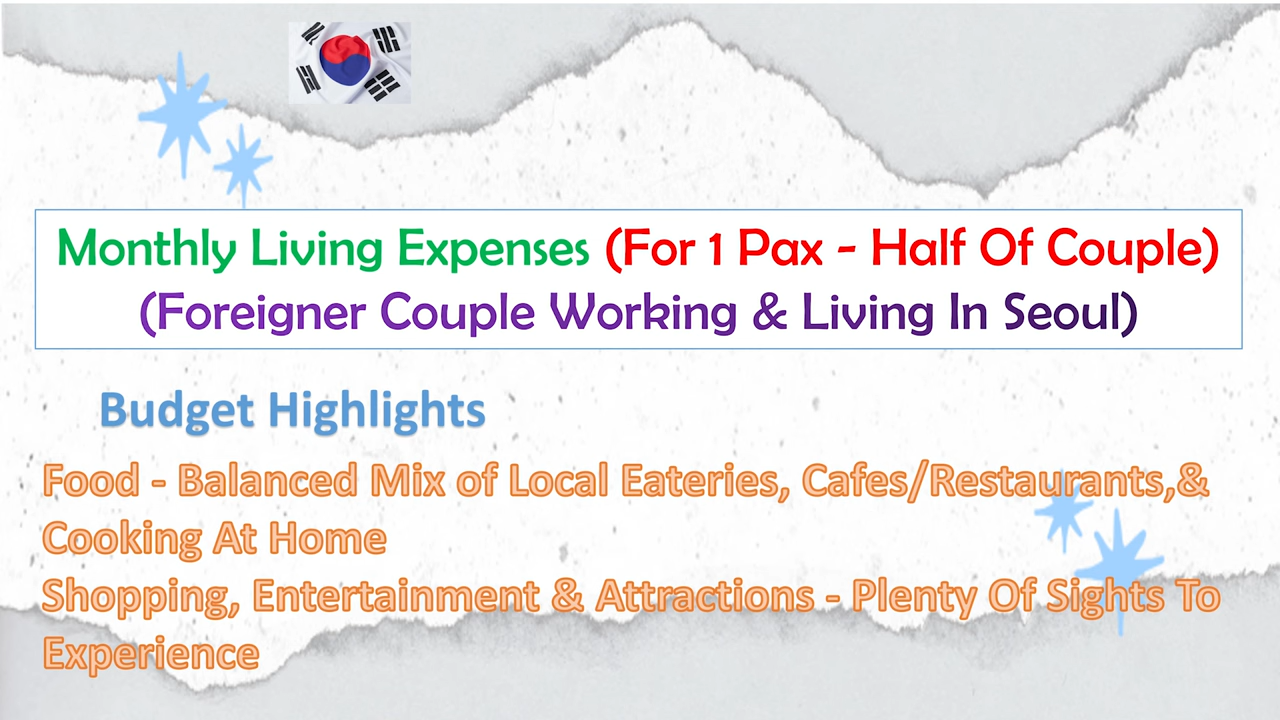 Monthly Living Expenses (For 1 Pax - Half Of Couple)
(Foreigner Couple Working & Living In Seoul)
Budget Highlights
Food - Balanced Mix of Local Eateries, Cafes/Restaurants,&
Cooking At Home
Shopping, Entertainment & Attractions - Plenty Of Sights To
Experience